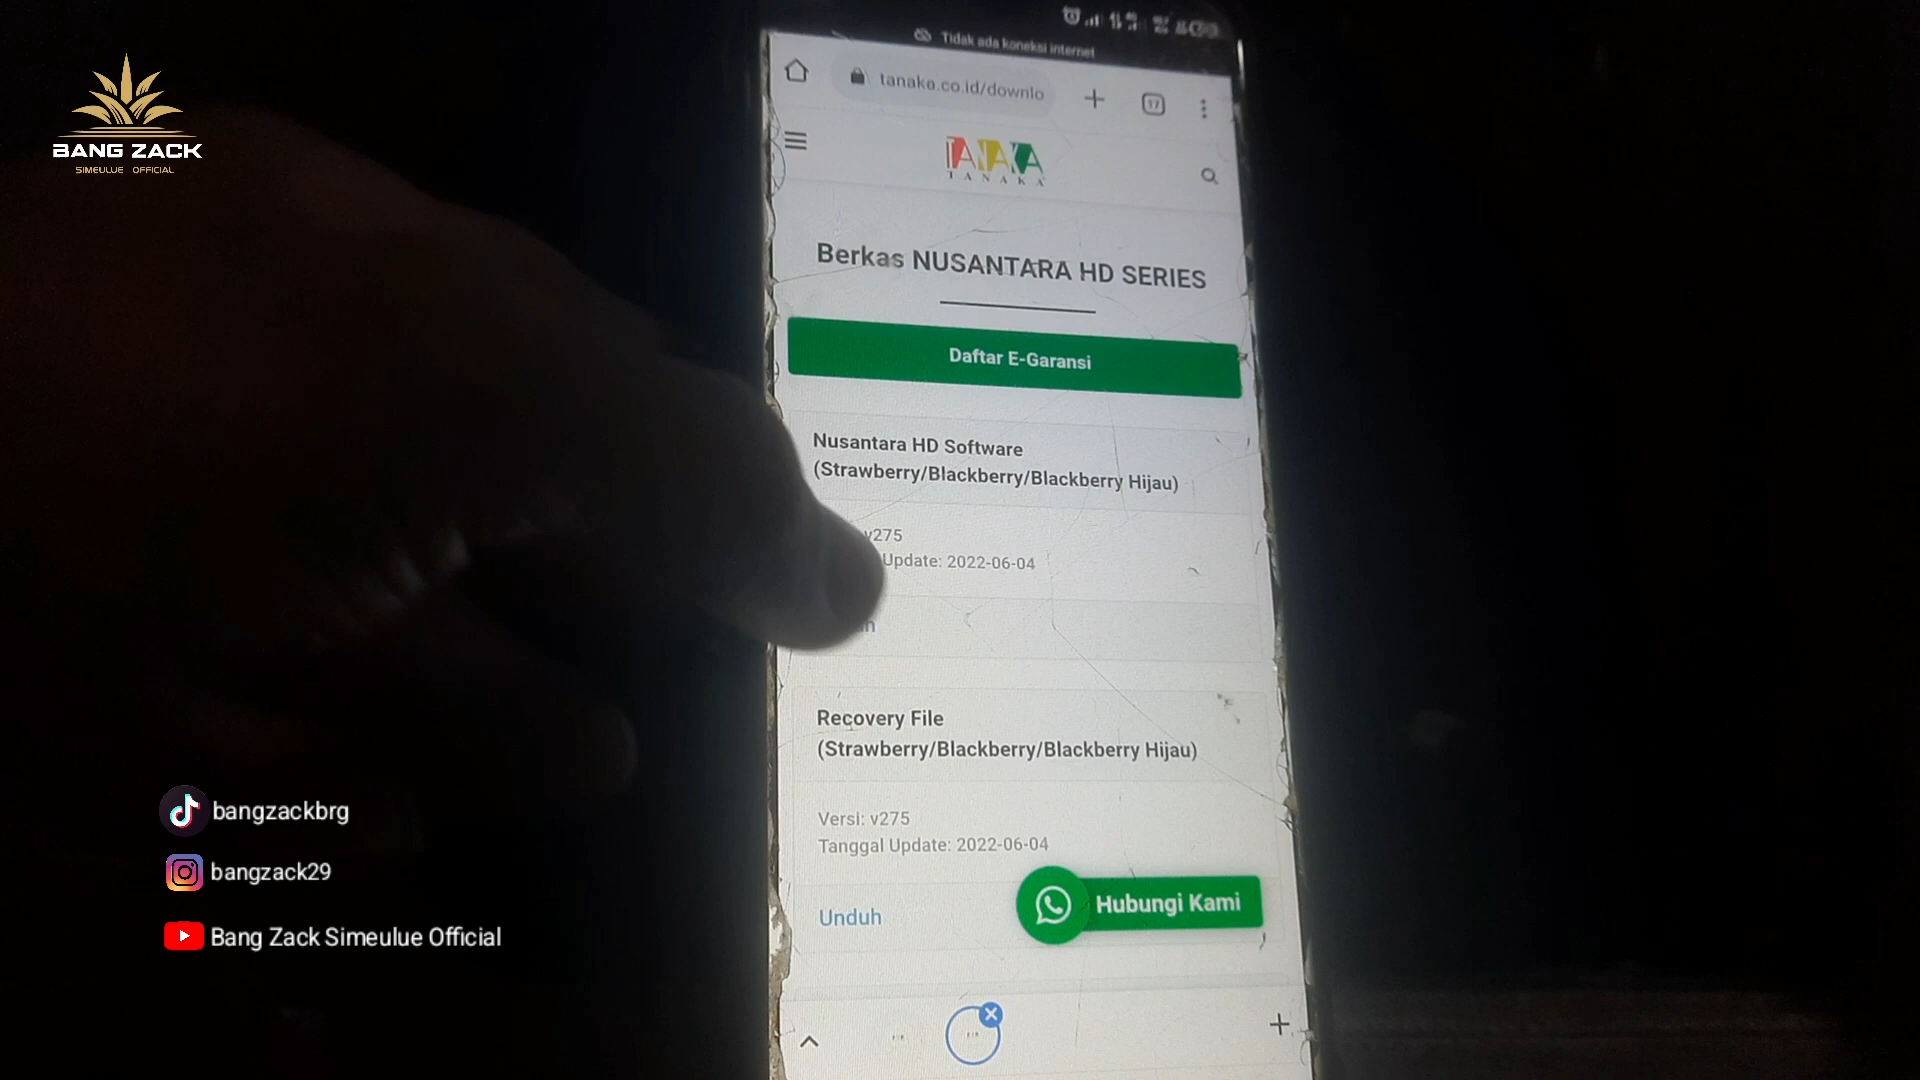 BANG ZACK
SIMEULUE OFFICIAL
Tidak ada koneksi internet
tanaka.co.id/downlo
17
TANAKA
TANAKA
Berkas NUSANTARA HD SERIES
Daftar E-Garansi
Nusantara HD Software
(Strawberry/Blackberry/Blackberry Hijau)
v275
Update: 2022-06-04
Recovery File
(Strawberry/Blackberry/Blackberry Hijau)
Versi: v275
Tanggal Update: 2022-06-04
Unduh
Hubungi Kami
bangzackbrg
bangzack29
Bang Zack Simeulue Official